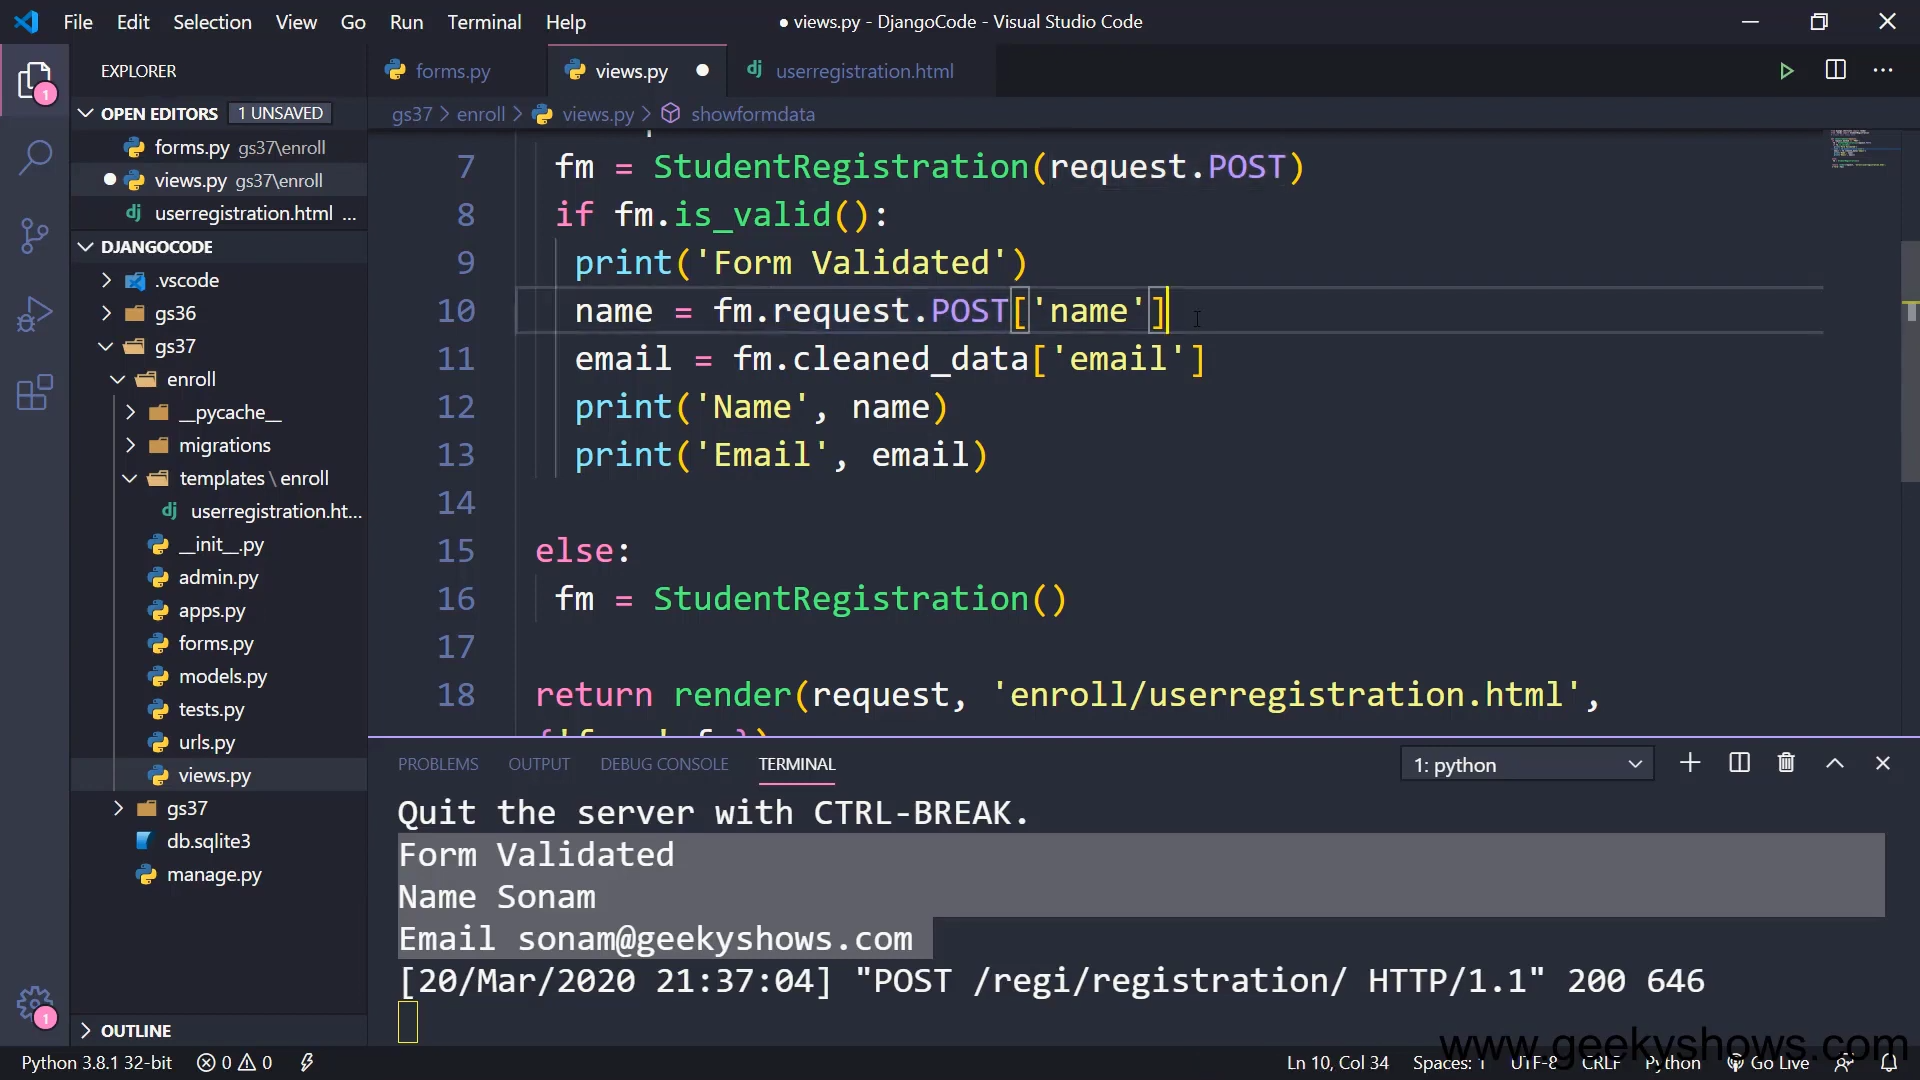 File Edit Selection View Go Run Terminal Help
● views.py - DjangoCode - Visual Studio Code
EXPLORER
forms.py
views.py ●
userregistration.html
OPEN EDITORS 1 UNSAVED
forms.py gs37\enroll
● views.py gs37\enroll
userregistration.html ...
DJANGOCODE
.vscode
gs36
gs37
enroll
__pycache__
migrations
templates \ enroll
userregistration.ht...
__init__.py
admin.py
apps.py
forms.py
models.py
tests.py
urls.py
views.py
gs37
db.sqlite3
manage.py
OUTLINE
gs37 > enroll > views.py > showformdata
7 fm = StudentRegistration(request.POST)
8 if fm.is_valid():
9 print('Form Validated')
10 name = fm.request.POST['name']
11 email = fm.cleaned_data['email']
12 print('Name', name)
13 print('Email', email)
14
15 else:
16 fm = StudentRegistration()
17
18 return render(request, 'enroll/userregistration.html',
PROBLEMS OUTPUT DEBUG CONSOLE TERMINAL
1: python
Quit the server with CTRL-BREAK.
Form Validated
Name Sonam
Email sonam@geekyshows.com
[20/Mar/2020 21:37:04] "POST /regi/registration/ HTTP/1.1" 200 646
www.geekyshows.com
Python 3.8.1 32-bit 0 0
Ln 10, Col 34 Spaces: 1 UTF-8 CRLF Python Go Live
1
1